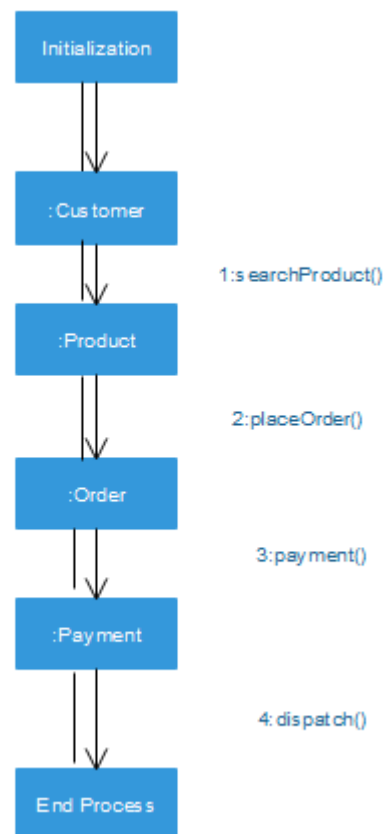 Initialization
:Customer
1:searchProduct()
:Product
2:placeOrder()
:Order
3:payment()
:Payment
4:dispatch()
End Process